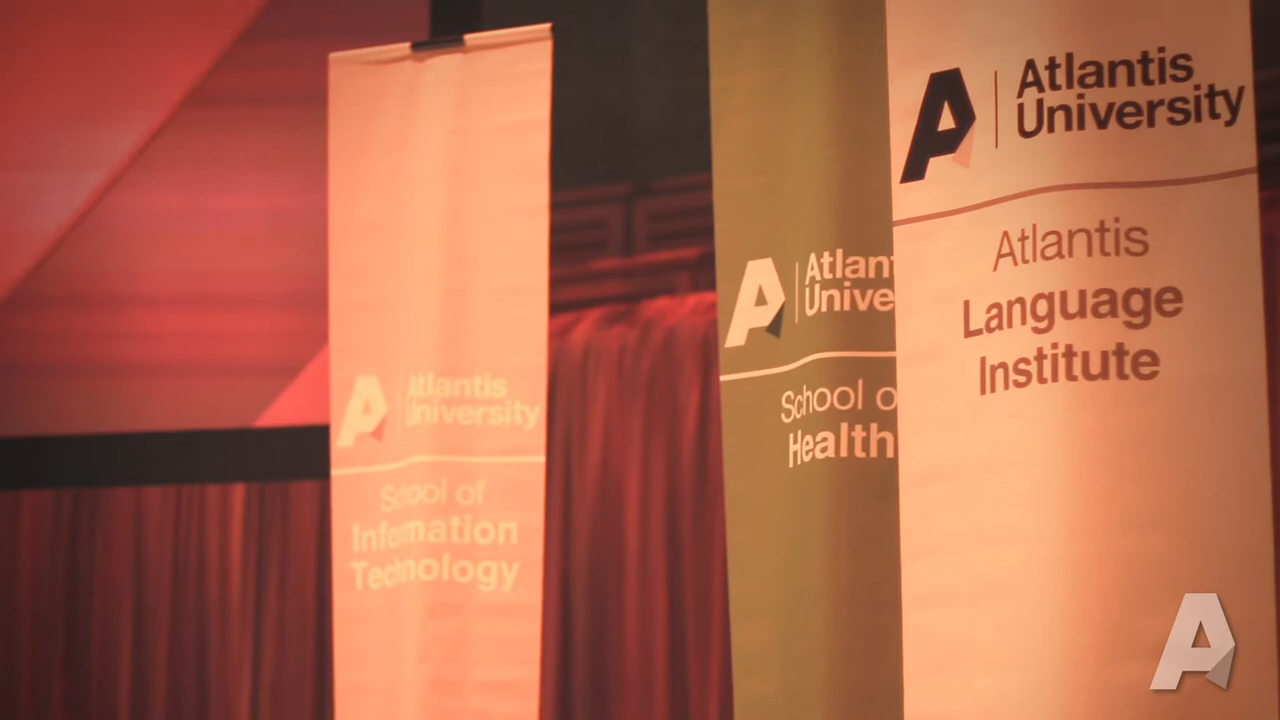 Atlantis
University
School of
Information
Technology
Atlant
Unive
School o
Health
Atlantis
University
Atlantis
Language
Institute